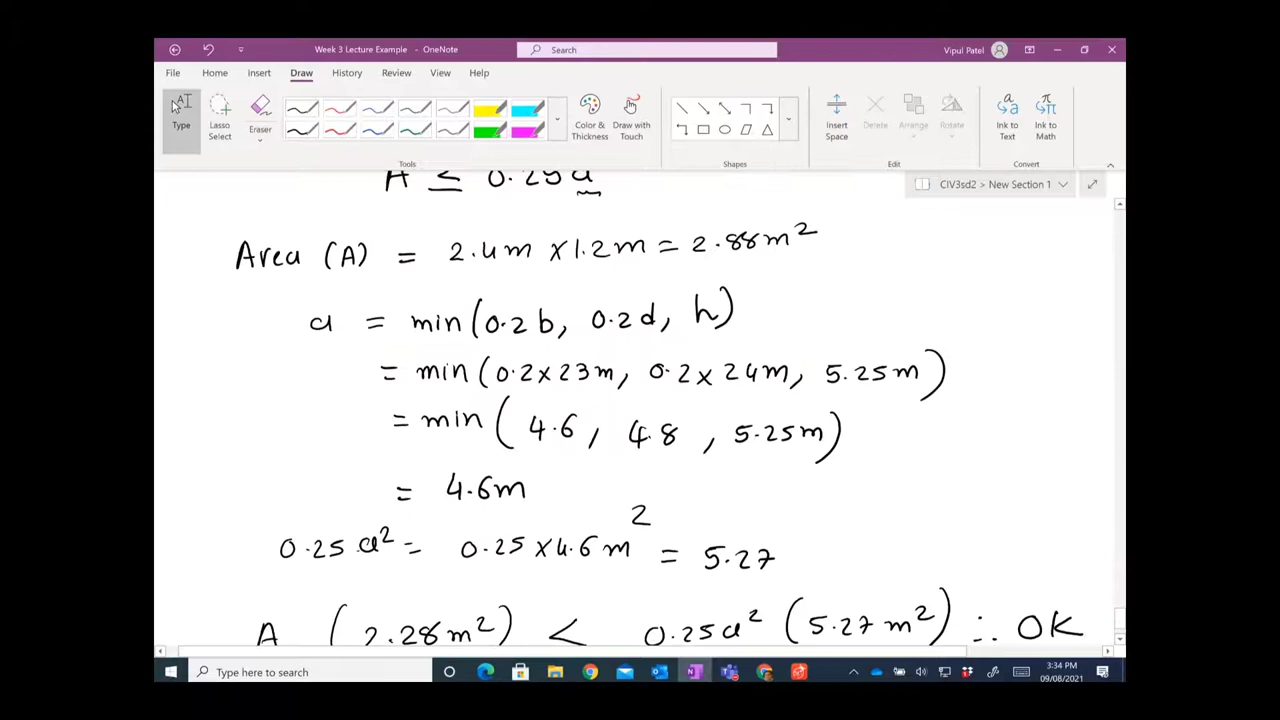 Week 3 Lecture Example - OneNote
Search
Vipul Patel
File Home Insert Draw History Review View Help
Type
Lasso Select
Eraser
Color & Thickness
Draw with Touch
Insert Space
Delete
Arrange
Rotate
Ink to Text
Ink to Math
Tools
Shapes
Edit
Convert
CIV3sd2 > New Section 1
A ≤ 0.25a
Area (A) = 2.4m x 1.2m = 2.88m²
a = min(0.2b, 0.2d, h)
= min(0.2x23m, 0.2x24m, 5.25m)
= min(4.6, 4.8, 5.25m)
= 4.6m
0.25a² = 0.25x4.6m² = 5.27
A (2.28m²) < 0.25a² (5.27m²) ∴ OK
Type here to search
3:34 PM
09/08/2021